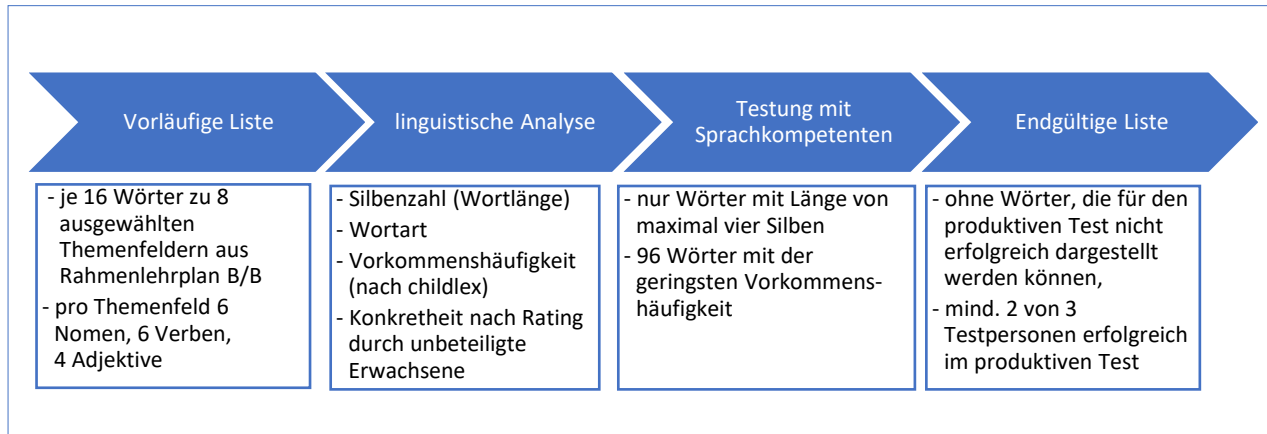 Vorläufige Liste
linguistische Analyse
Testung mit
Sprachkompetenten
Endgültige Liste
- je 16 Wörter zu 8
ausgewählten
Themenfeldern aus
Rahmenlehrplan B/B
- pro Themenfeld 6
Nomen, 6 Verben,
4 Adjektive
- Silbenzahl (Wortlänge)
- Wortart
- Vorkommenshäufigkeit
(nach childlex)
- Konkretheit nach Rating
durch unbeteiligte
Erwachsene
- nur Wörter mit Länge von
maximal vier Silben
- 96 Wörter mit der
geringsten Vorkommens-
häufigkeit
- ohne Wörter, die für den
produktiven Test nicht
erfolgreich dargestellt
werden können,
- mind. 2 von 3
Testpersonen erfolgreich
im produktiven Test